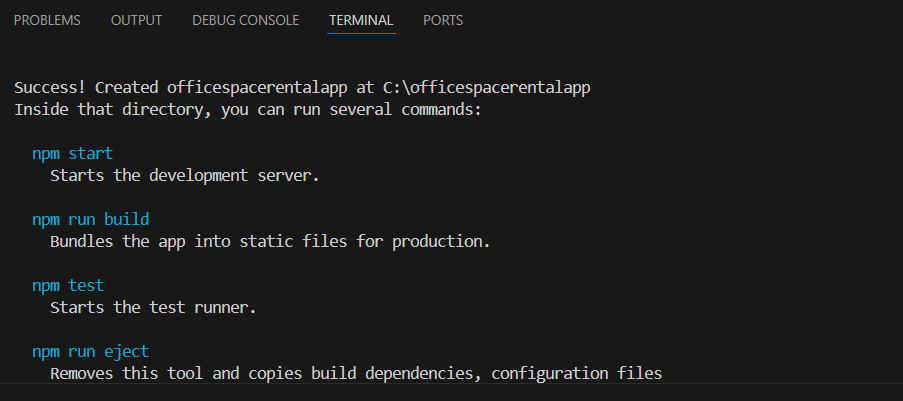 PROBLEMS OUTPUT DEBUG CONSOLE TERMINAL PORTS
Success! Created officespacerentalapp at C:\officespacerentalapp
Inside that directory, you can run several commands:
npm start
Starts the development server.
npm run build
Bundles the app into static files for production.
npm test
Starts the test runner.
npm run eject
Removes this tool and copies build dependencies, configuration files